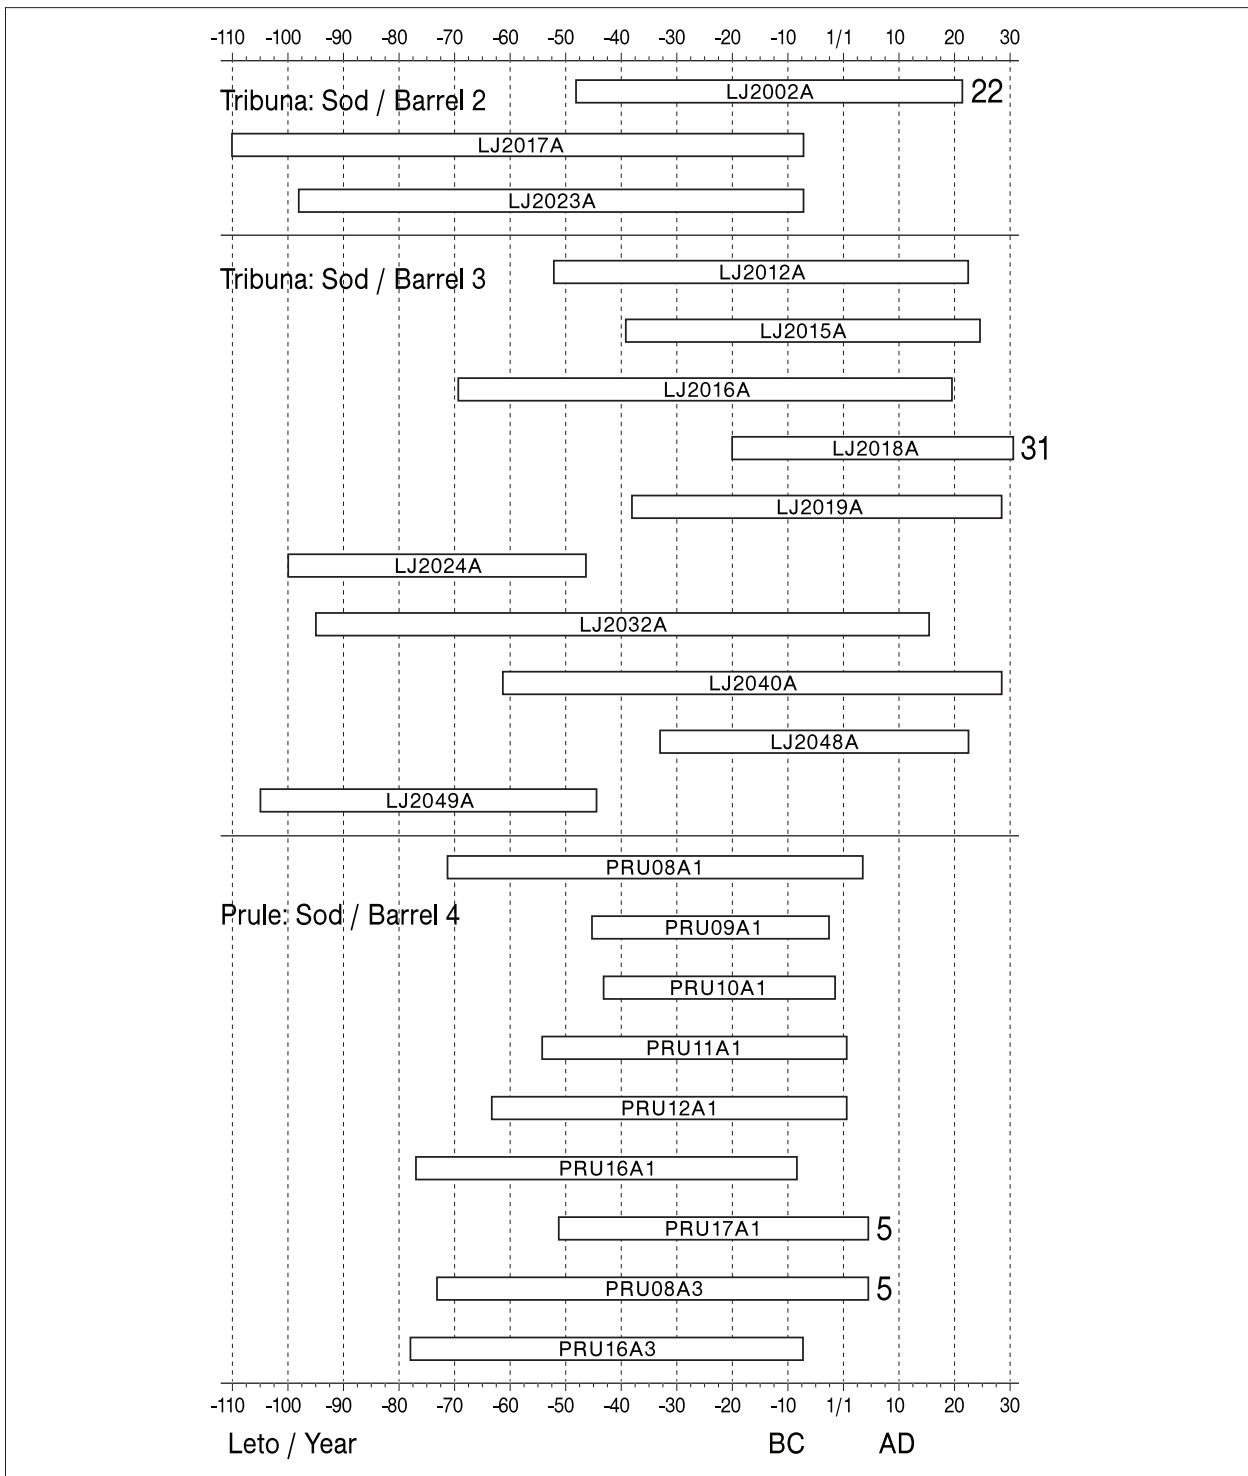 -110 -100 -90 -80 -70 -60 -50 -40 -30 -20 -10 1/1 10 20 30
Tribuna: Sod / Barrel 2
LJ2002A 22
LJ2017A
LJ2023A
Tribuna: Sod / Barrel 3
LJ2012A
LJ2015A
LJ2016A
LJ2018A 31
LJ2019A
LJ2024A
LJ2032A
LJ2040A
LJ2048A
LJ2049A
PRU08A1
Prule: Sod / Barrel 4
PRU09A1
PRU10A1
PRU11A1
PRU12A1
PRU16A1
PRU17A1 5
PRU08A3 5
PRU16A3
-110 -100 -90 -80 -70 -60 -50 -40 -30 -20 -10 1/1 10 20 30
Leto / Year BC AD